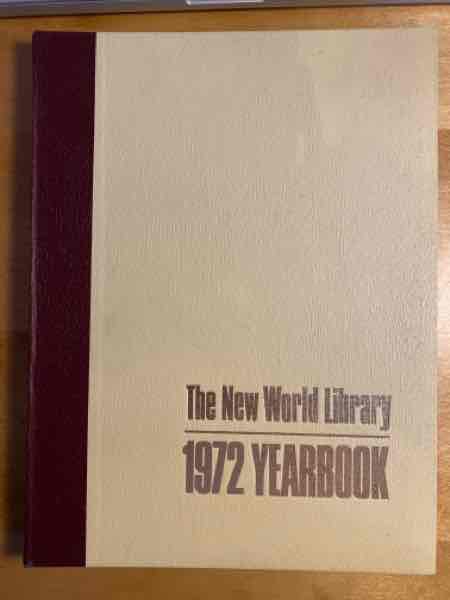 The New World Library
1972 YEARBOOK